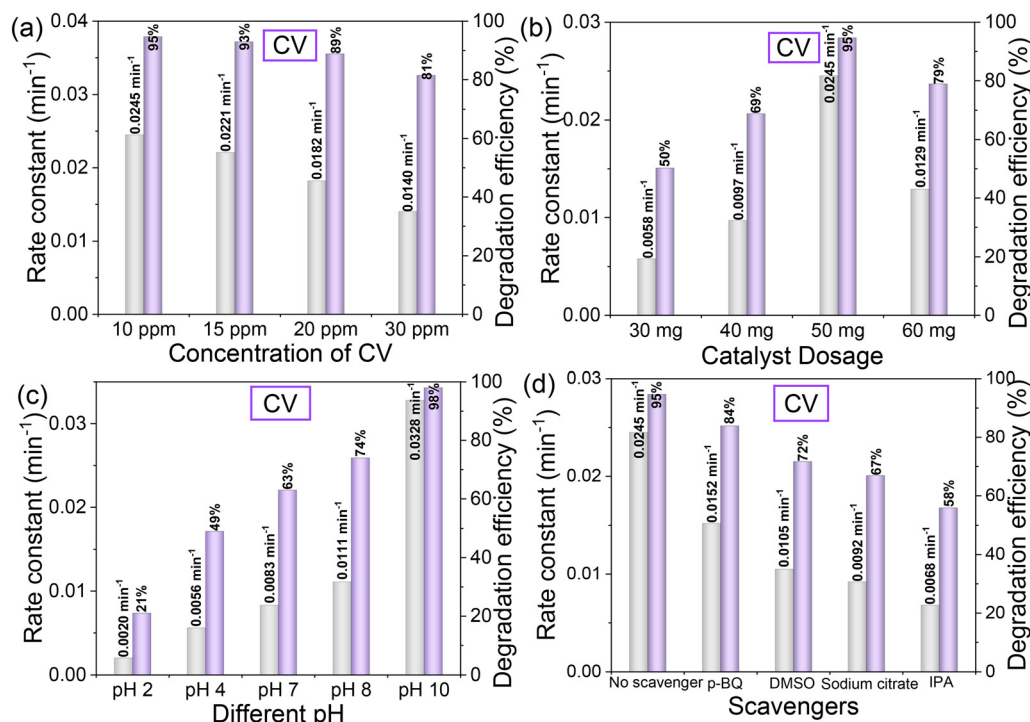 (a)
CV
Rate constant (min⁻¹)
0.04
0.03
0.02
0.01
0.00
0.0245 min⁻¹
95%
0.0221 min⁻¹
93%
0.0182 min⁻¹
89%
0.0140 min⁻¹
81%
100
80
60
40
20
0
Degradation efficiency (%)
10 ppm 15 ppm 20 ppm 30 ppm
Concentration of CV
(b)
CV
Rate constant (min⁻¹)
0.03
0.02
0.01
0.00
0.0058 min⁻¹
50%
0.0097 min⁻¹
69%
0.0245 min⁻¹
95%
0.0129 min⁻¹
79%
100
80
60
40
20
0
Degradation efficiency (%)
30 mg 40 mg 50 mg 60 mg
Catalyst Dosage
(c)
CV
Rate constant (min⁻¹)
0.03
0.02
0.01
0.00
0.0020 min⁻¹
21%
0.0056 min⁻¹
49%
0.0083 min⁻¹
63%
0.0111 min⁻¹
74%
0.0328 min⁻¹
98%
100
80
60
40
20
0
Degradation efficiency (%)
pH 2 pH 4 pH 7 pH 8 pH 10
Different pH
(d)
CV
Rate constant (min⁻¹)
0.03
0.02
0.01
0.00
0.0245 min⁻¹
95%
0.0152 min⁻¹
84%
0.0105 min⁻¹
72%
0.0092 min⁻¹
67%
0.0068 min⁻¹
58%
100
80
60
40
20
0
Degradation efficiency (%)
No scavenger p-BQ DMSO Sodium citrate IPA
Scavengers